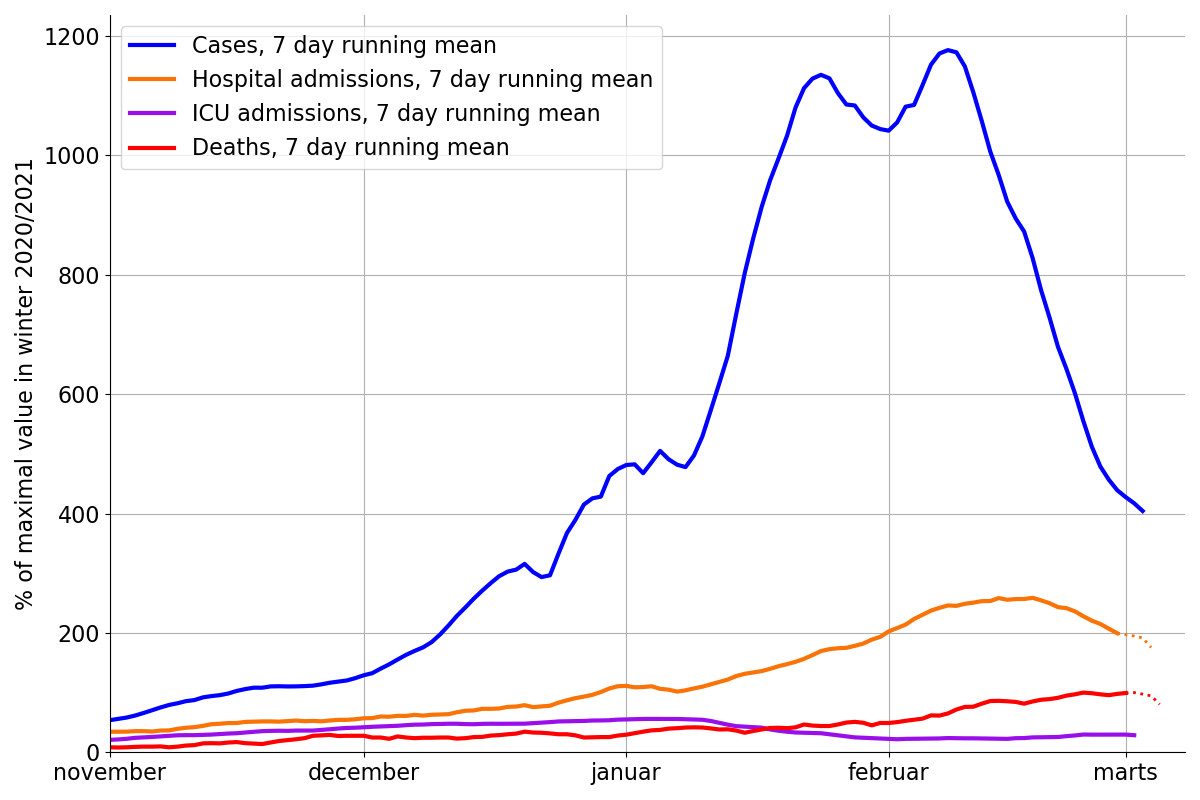 Cases, 7 day running mean
Hospital admissions, 7 day running mean
ICU admissions, 7 day running mean
Deaths, 7 day running mean
% of maximal value in winter 2020/2021
1200
1000
800
600
400
200
0
november december januar februar marts